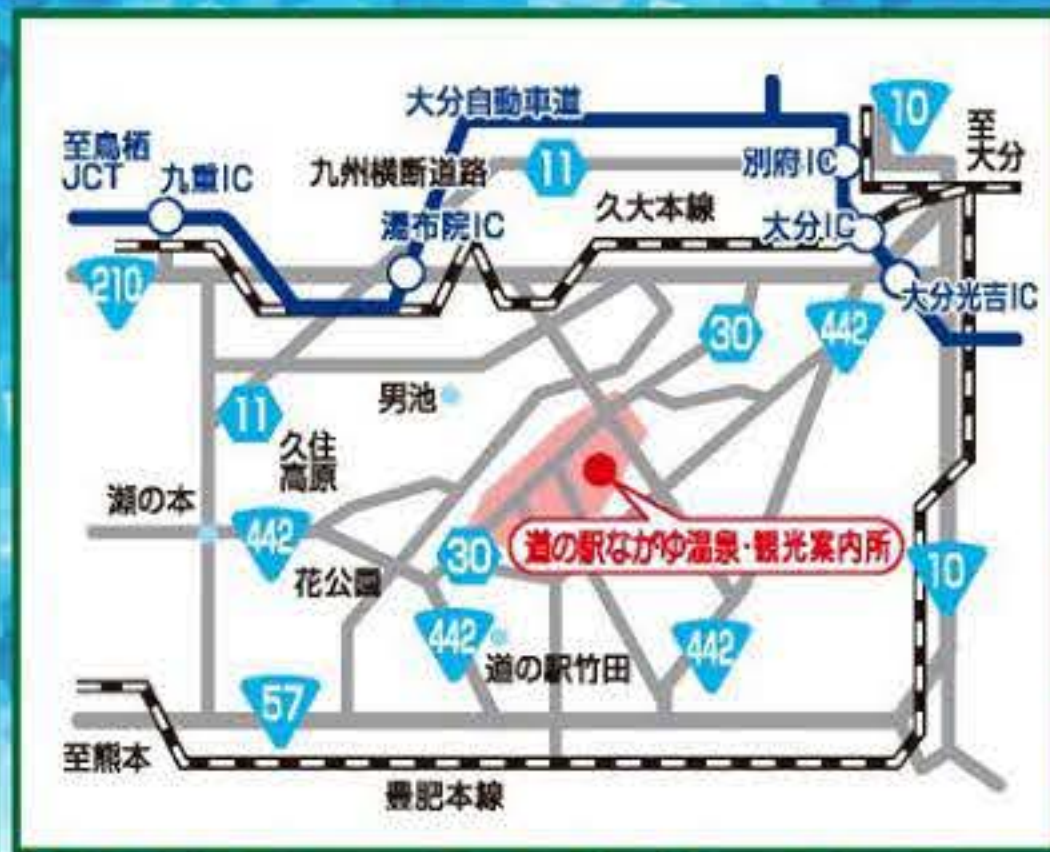 大分自動車道
10
至
大分
至鳥栖
JCT
九重IC
九州横断道路
11
別府IC
湯布院IC
久大本線
大分IC
210
大分光吉IC
30
442
男池
11
久住
高原
瀬の本
442
30
道の駅ながゆ温泉・観光案内所
10
花公園
442
道の駅竹田
442
57
至熊本
豊肥本線